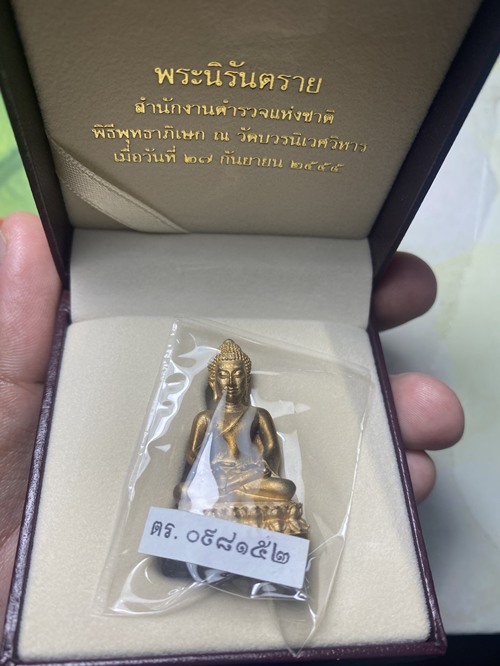 พระนิรันตราย
สำนักงานตำรวจแห่งชาติ
พิธีพุทธาภิเษก ณ วัดบวรนิเวศวิหาร
เมื่อวันที่ ๒๗ กันยายน ๒๕๕๕
ตร. ๐๙๘๑๕๒